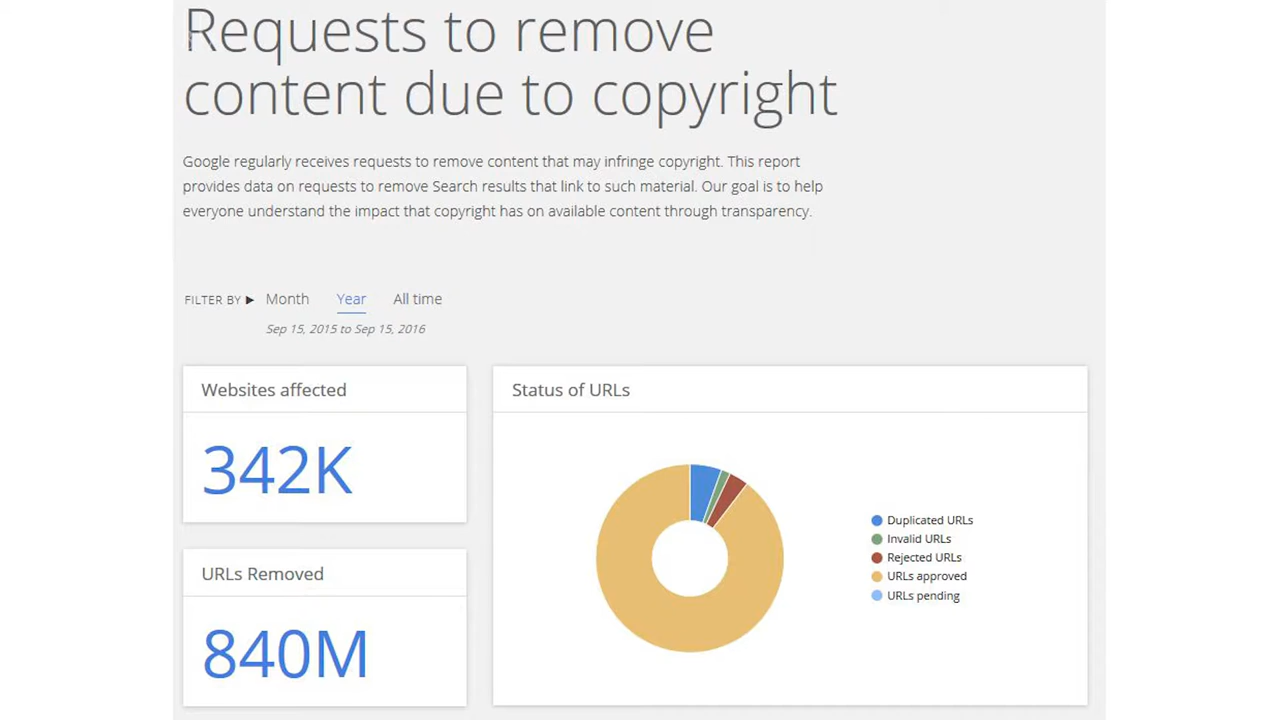 Requests to remove
content due to copyright
Google regularly receives requests to remove content that may infringe copyright. This report
provides data on requests to remove Search results that link to such material. Our goal is to help
everyone understand the impact that copyright has on available content through transparency.
FILTER BY ▶ Month Year All time
Sep 15, 2015 to Sep 15, 2016
Websites affected
342K
URLs Removed
840M
Status of URLs
Duplicated URLs
Invalid URLs
Rejected URLs
URLs approved
URLs pending